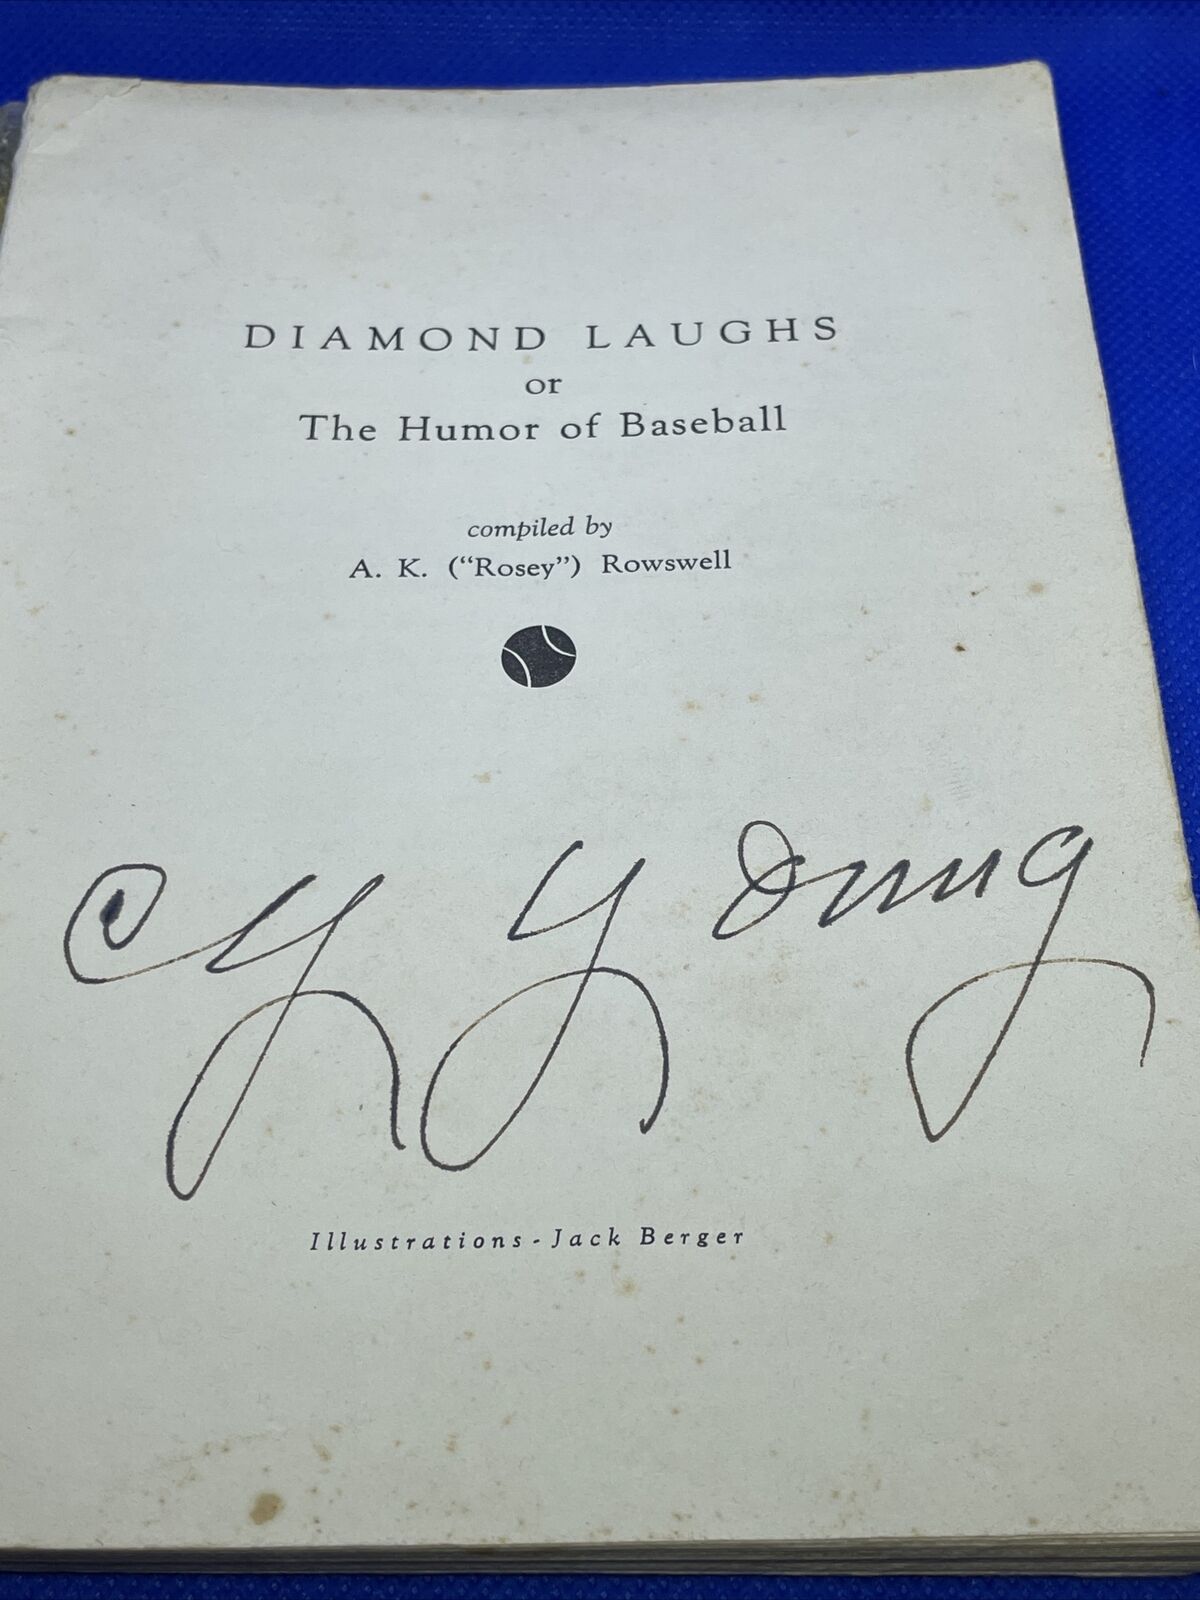 DIAMOND LAUGHS
or
The Humor of Baseball
compiled by
A. K. ("Rosey") Rowswell
Cy Young
Illustrations - Jack Berger